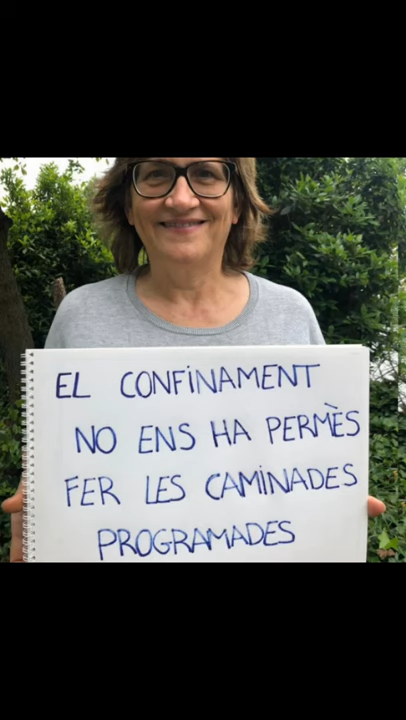 EL CONFiNAMENT
NO ENS HA PERMÈS
FER LES CAMiNADES
PROGRAMADES